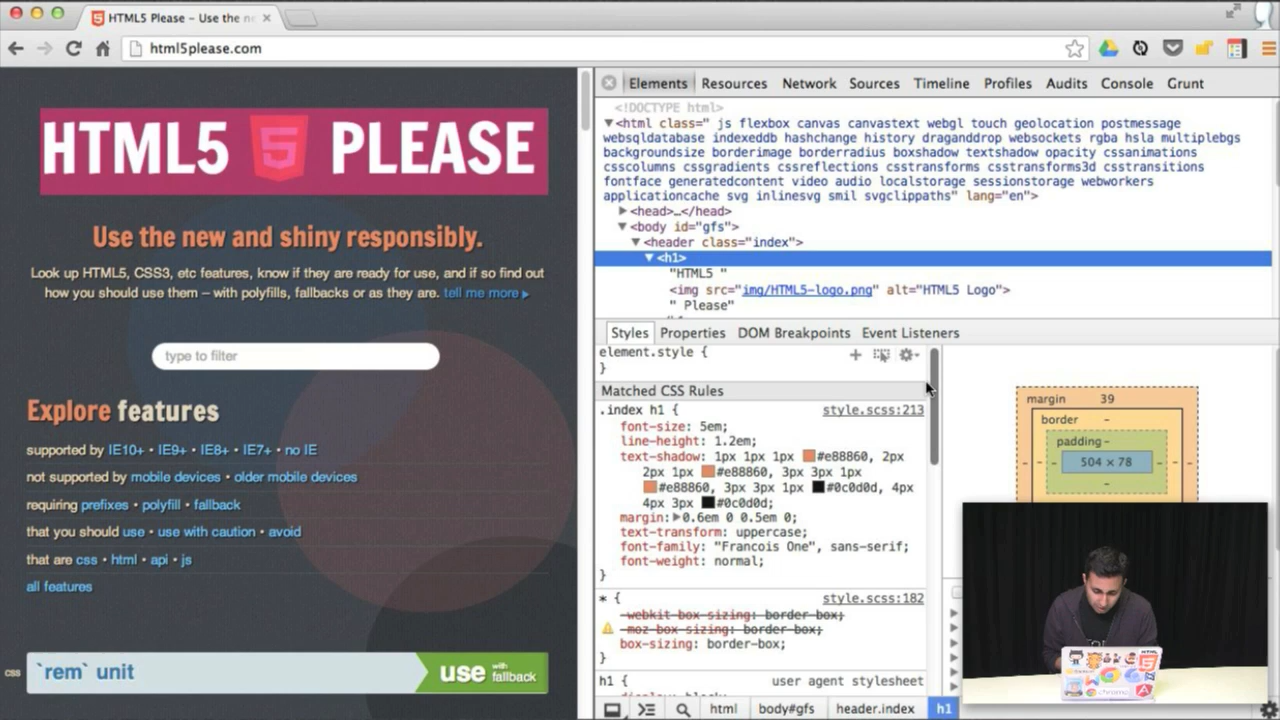 HTML5 Please – Use the ne
html5please.com
HTML5 5 PLEASE
Use the new and shiny responsibly.
Look up HTML5, CSS3, etc features, know if they are ready for use, and if so find out
how you should use them – with polyfills, fallbacks or as they are. tell me more ▸
type to filter
Explore features
supported by IE10+ • IE9+ • IE8+ • IE7+ • no IE
not supported by mobile devices • older mobile devices
requiring prefixes • polyfill • fallback
that you should use • use with caution • avoid
that are css • html • api • js
all features
css `rem` unit use with fallback
Elements Resources Network Sources Timeline Profiles Audits Console Grunt
<!DOCTYPE html>
▼<html class=" js flexbox canvas canvastext webgl touch geolocation postmessage
websqldatabase indexeddb hashchange history draganddrop websockets rgba hsla multiplebgs
backgroundsize borderimage borderradius boxshadow textshadow opacity cssanimations
csscolumns cssgradients cssreflections csstransforms csstransforms3d csstransitions
fontface generatedcontent video audio localstorage sessionstorage webworkers
applicationcache svg inlinesvg smil svgclippaths" lang="en">
▶<head>…</head>
▼<body id="gfs">
▼<header class="index">
▼<h1>
"HTML5 "
<img src="img/HTML5-logo.png" alt="HTML5 Logo">
" Please"
Styles Properties DOM Breakpoints Event Listeners
element.style {
}
Matched CSS Rules
.index h1 { style.scss:213
font-size: 5em;
line-height: 1.2em;
text-shadow: 1px 1px 1px #e88860, 2px
2px 1px #e88860, 3px 3px 1px
#e88860, 3px 3px 1px #0c0d0d, 4px
4px 3px #0c0d0d;
margin:▶0.6em 0 0.5em 0;
text-transform: uppercase;
font-family: "Francois One", sans-serif;
font-weight: normal;
}
* { style.scss:182
-webkit-box-sizing: border-box;
-moz-box-sizing: border-box;
box-sizing: border-box;
}
h1 { user agent stylesheet
margin 39
border –
padding –
– – – 504 × 78 – – –
–
html body#gfs header.index h1